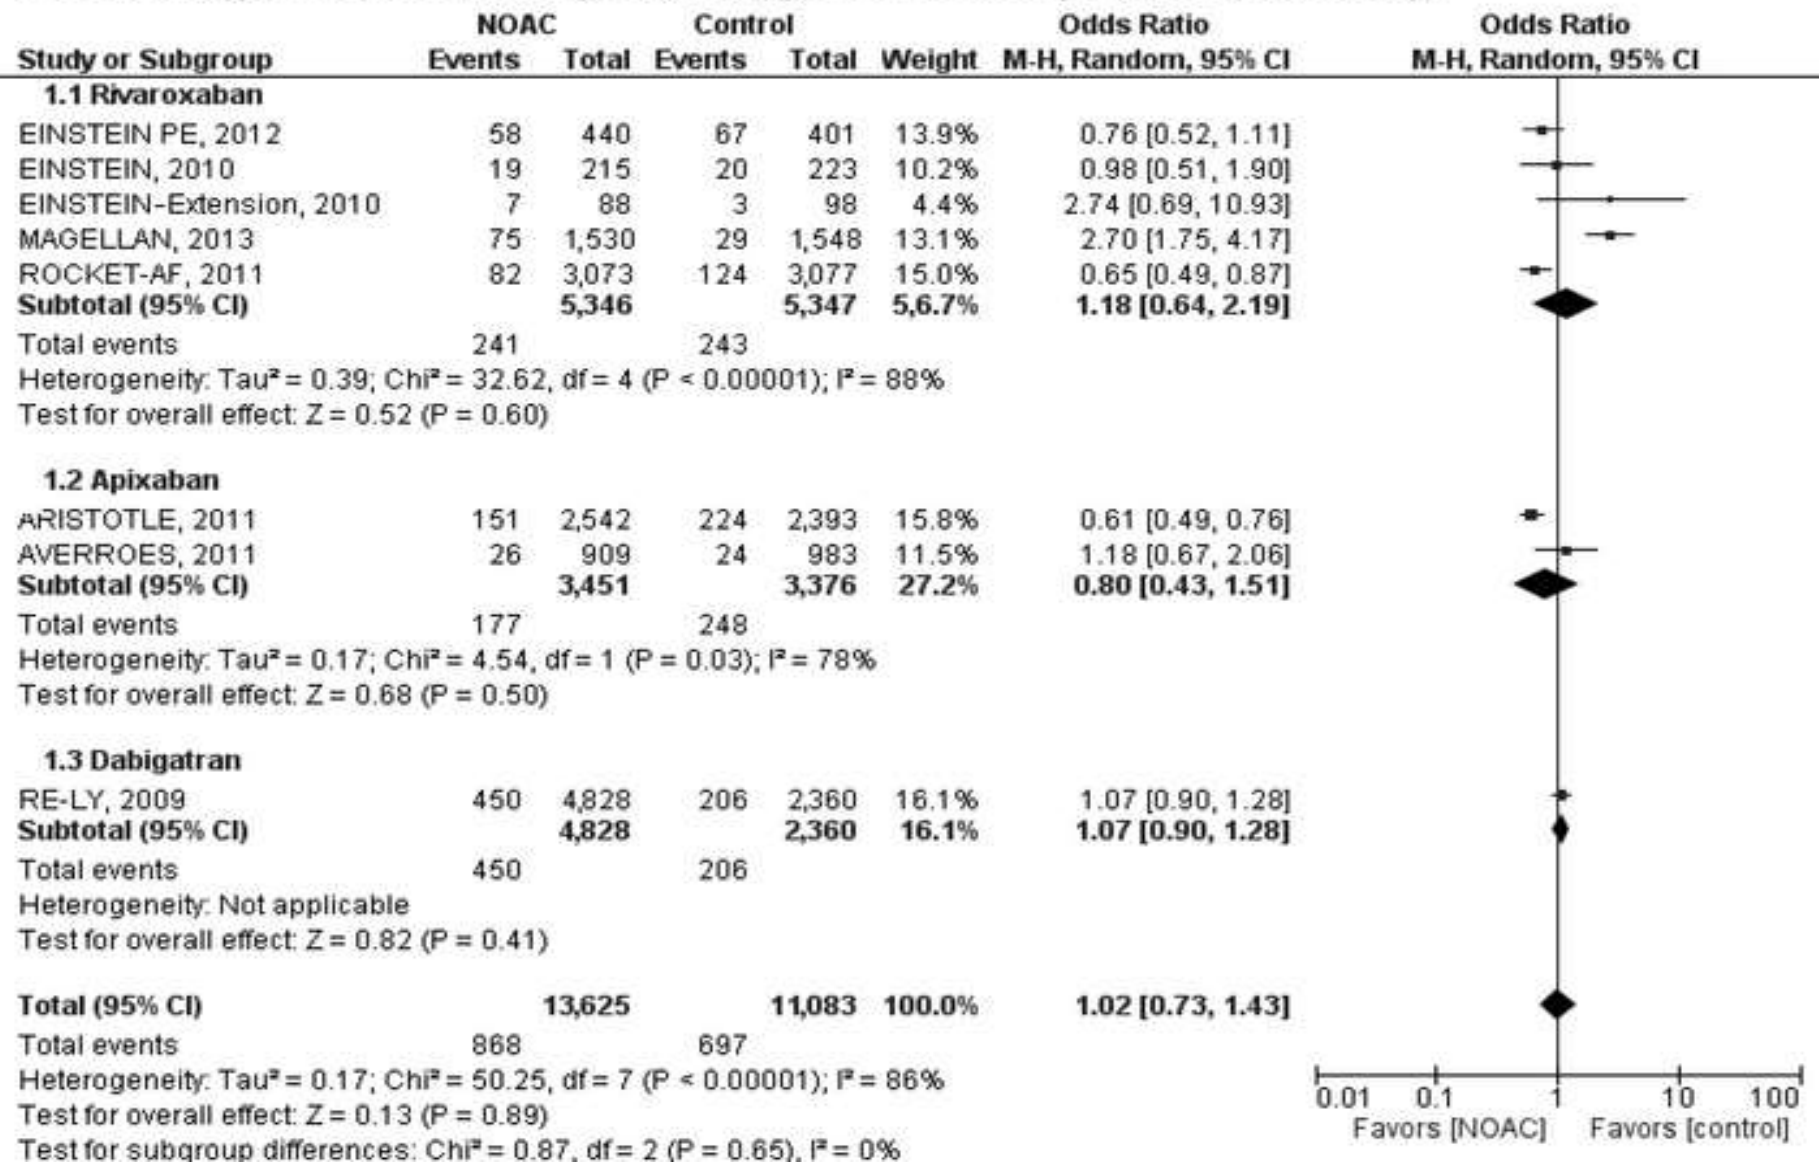 NOAC Control Odds Ratio Odds Ratio
Study or Subgroup Events Total Events Total Weight M-H, Random, 95% CI M-H, Random, 95% CI
1.1 Rivaroxaban
EINSTEIN PE, 2012 58 440 67 401 13.9% 0.76 [0.52, 1.11]
EINSTEIN, 2010 19 215 20 223 10.2% 0.98 [0.51, 1.90]
EINSTEIN-Extension, 2010 7 88 3 98 4.4% 2.74 [0.69, 10.93]
MAGELLAN, 2013 75 1,530 29 1,548 13.1% 2.70 [1.75, 4.17]
ROCKET-AF, 2011 82 3,073 124 3,077 15.0% 0.65 [0.49, 0.87]
Subtotal (95% CI) 5,346 5,347 5,6.7% 1.18 [0.64, 2.19]
Total events 241 243
Heterogeneity: Tau² = 0.39; Chi² = 32.62, df = 4 (P < 0.00001); I² = 88%
Test for overall effect: Z = 0.52 (P = 0.60)
1.2 Apixaban
ARISTOTLE, 2011 151 2,542 224 2,393 15.8% 0.61 [0.49, 0.76]
AVERROES, 2011 26 909 24 983 11.5% 1.18 [0.67, 2.06]
Subtotal (95% CI) 3,451 3,376 27.2% 0.80 [0.43, 1.51]
Total events 177 248
Heterogeneity: Tau² = 0.17; Chi² = 4.54, df = 1 (P = 0.03); I² = 78%
Test for overall effect: Z = 0.68 (P = 0.50)
1.3 Dabigatran
RE-LY, 2009 450 4,828 206 2,360 16.1% 1.07 [0.90, 1.28]
Subtotal (95% CI) 4,828 2,360 16.1% 1.07 [0.90, 1.28]
Total events 450 206
Heterogeneity: Not applicable
Test for overall effect: Z = 0.82 (P = 0.41)
Total (95% CI) 13,625 11,083 100.0% 1.02 [0.73, 1.43]
Total events 868 697
Heterogeneity: Tau² = 0.17; Chi² = 50.25, df = 7 (P < 0.00001); I² = 86%
Test for overall effect: Z = 0.13 (P = 0.89)
Test for subgroup differences: Chi² = 0.87, df = 2 (P = 0.65), I² = 0%
0.01 0.1 1 10 100
Favors [NOAC] Favors [control]